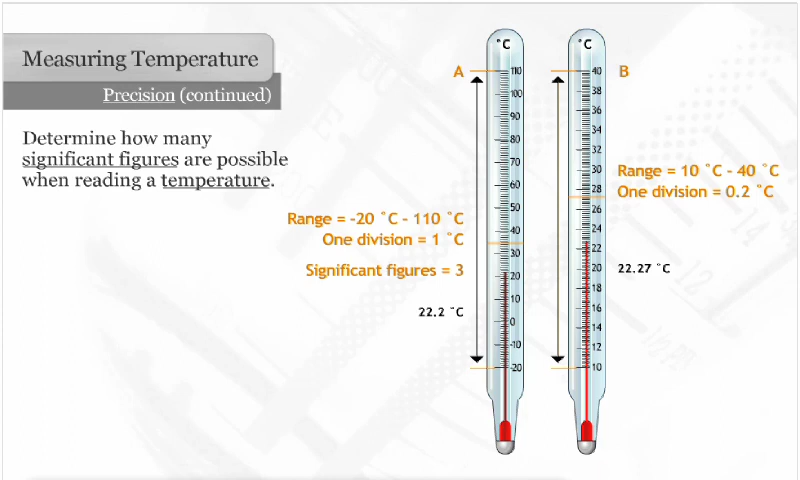 Measuring Temperature
Precision (continued)
Determine how many
significant figures are possible
when reading a temperature.
A
Range = -20 °C - 110 °C
One division = 1 °C
Significant figures = 3
22.2 °C
°C
110
100
90
80
70
60
50
40
30
20
10
0
-10
-20
°C
40
38
36
34
32
30
28
26
24
22
20
18
16
14
12
10
B
Range = 10 °C - 40 °C
One division = 0.2 °C
22.27 °C